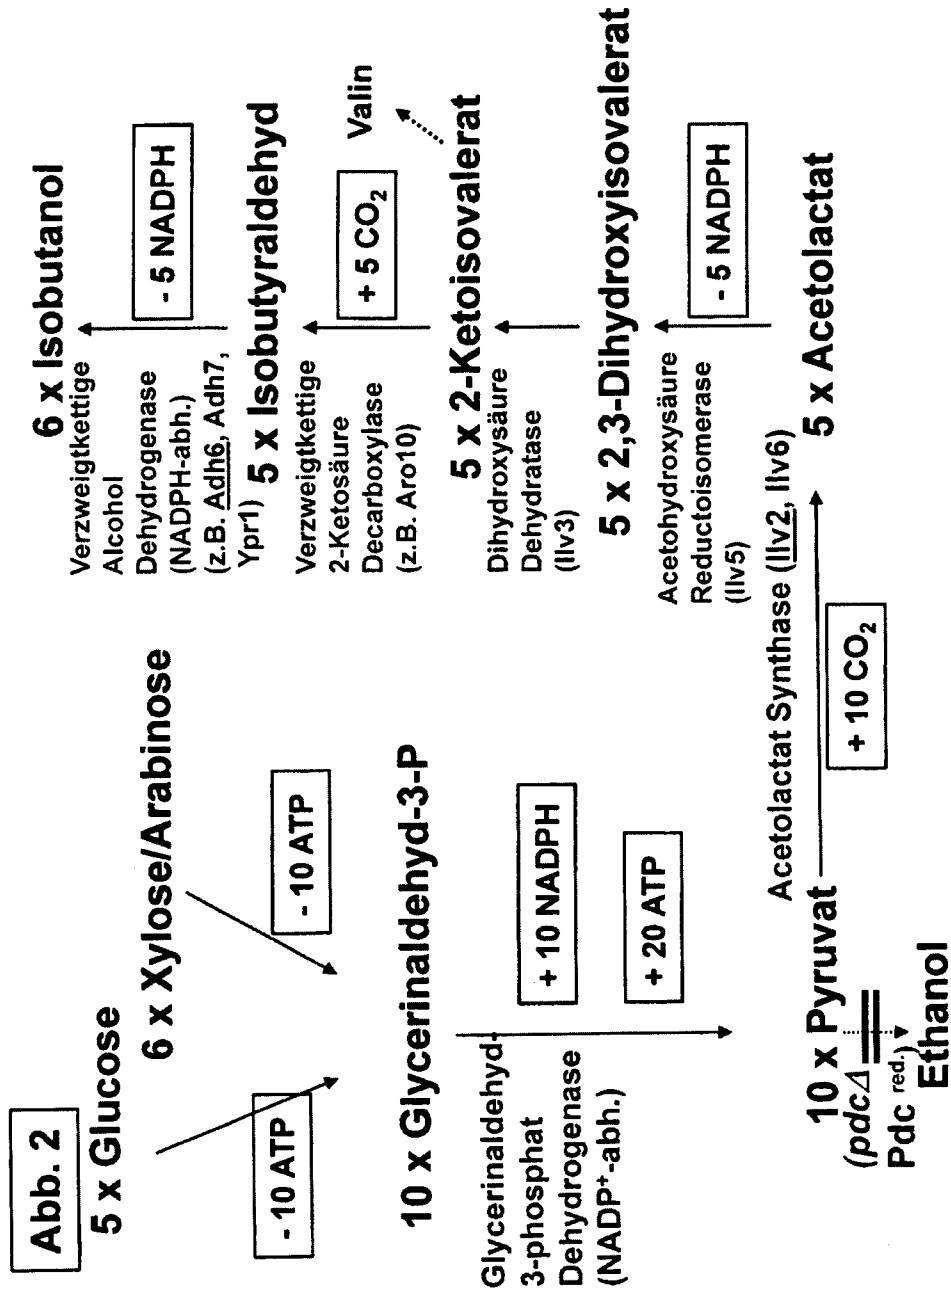 Abb. 2
5 x Glucose
6 x Xylose/Arabinose
- 10 ATP
- 10 ATP
10 x Glycerinaldehyd-3-P
Glycerinaldehyd-
3-phosphat
Dehydrogenase
(NADP⁺-abh.)
+ 10 NADPH
+ 20 ATP
10 x Pyruvat
(pdcΔ
Pdc red.)
Ethanol
Acetolactat Synthase (Ilv2, Ilv6)
+ 10 CO₂
5 x Acetolactat
Acetohydroxysäure
Reductoisomerase
(Ilv5)
- 5 NADPH
5 x 2,3-Dihydroxyisovalerat
Dihydroxysäure
Dehydratase
(Ilv3)
5 x 2-Ketoisovalerat
Valin
Verzweigtkettige
2-Ketosäure
Decarboxylase
(z.B. Aro10)
+ 5 CO₂
5 x Isobutyraldehyd
Verzweigtkettige
Alcohol
Dehydrogenase
(NADPH-abh.)
(z.B. Adh6, Adh7,
Ypr1)
- 5 NADPH
6 x Isobutanol